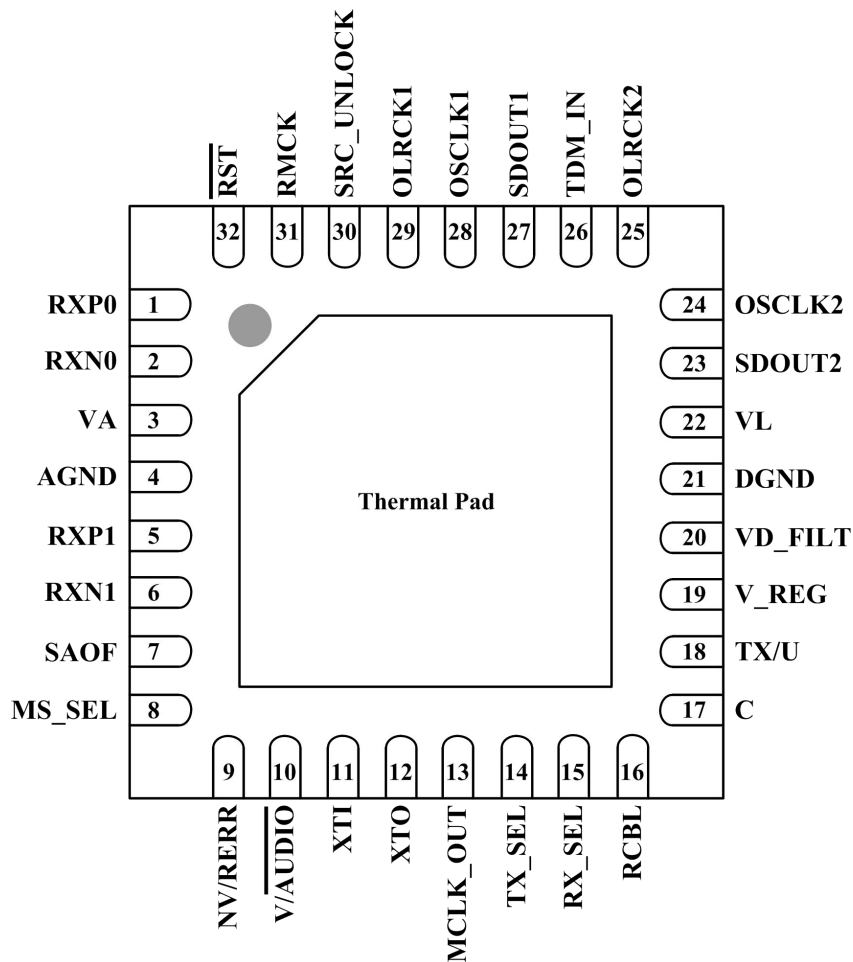 RST
RMCK
SRC_UNLOCK
OLRCK1
OSCLK1
SDOUT1
TDM_IN
OLRCK2
32
31
30
29
28
27
26
25
RXP0 1
RXN0 2
VA 3
AGND 4
RXP1 5
RXN1 6
SAOF 7
MS_SEL 8
Thermal Pad
24 OSCLK2
23 SDOUT2
22 VL
21 DGND
20 VD_FILT
19 V_REG
18 TX/U
17 C
9
10
11
12
13
14
15
16
NV/RERR
V/AUDIO
XTI
XTO
MCLK_OUT
TX_SEL
RX_SEL
RCBL